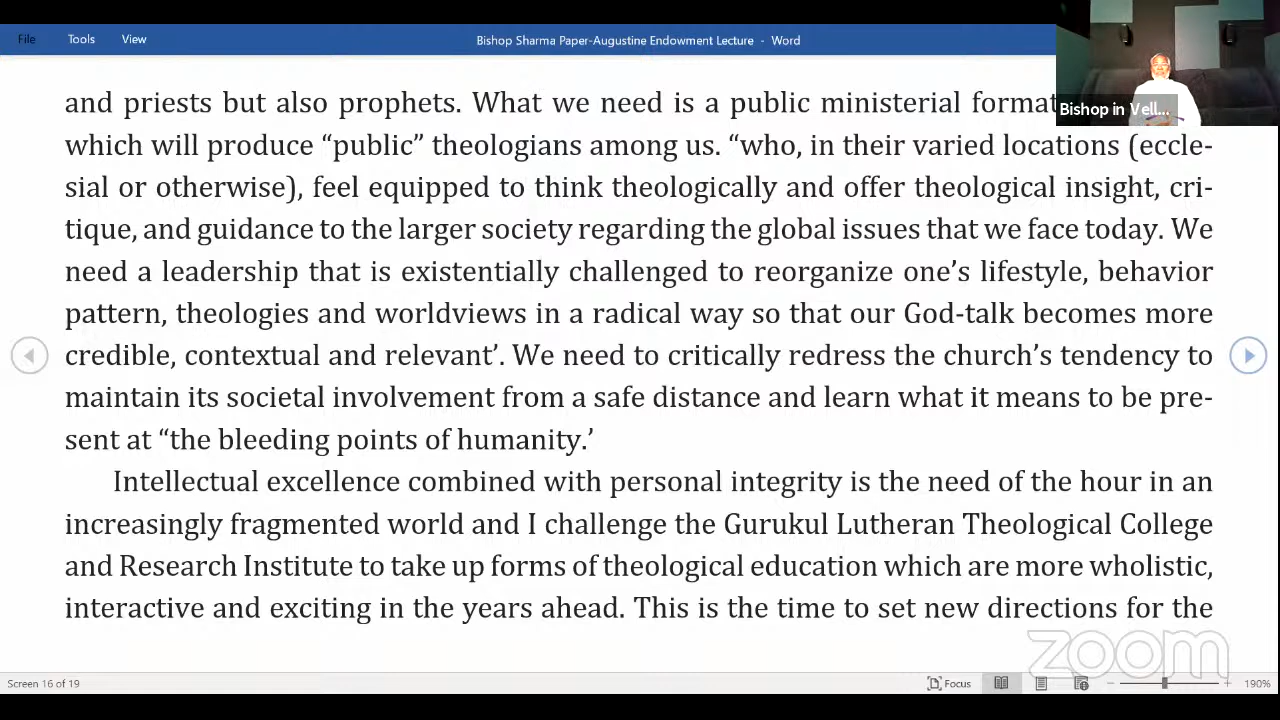 File Tools View Bishop Sharma Paper-Augustine Endowment Lecture - Word
Bishop in Vell...
and priests but also prophets. What we need is a public ministerial
which will produce “public” theologians among us. “who, in their varied locations (eccle-
sial or otherwise), feel equipped to think theologically and offer theological insight, cri-
tique, and guidance to the larger society regarding the global issues that we face today. We
need a leadership that is existentially challenged to reorganize one’s lifestyle, behavior
pattern, theologies and worldviews in a radical way so that our God-talk becomes more
credible, contextual and relevant’. We need to critically redress the church’s tendency to
maintain its societal involvement from a safe distance and learn what it means to be pre-
sent at “the bleeding points of humanity.’
Intellectual excellence combined with personal integrity is the need of the hour in an
increasingly fragmented world and I challenge the Gurukul Lutheran Theological College
and Research Institute to take up forms of theological education which are more wholistic,
interactive and exciting in the years ahead. This is the time to set new directions for the
zoom
Screen 16 of 19 Focus 190%